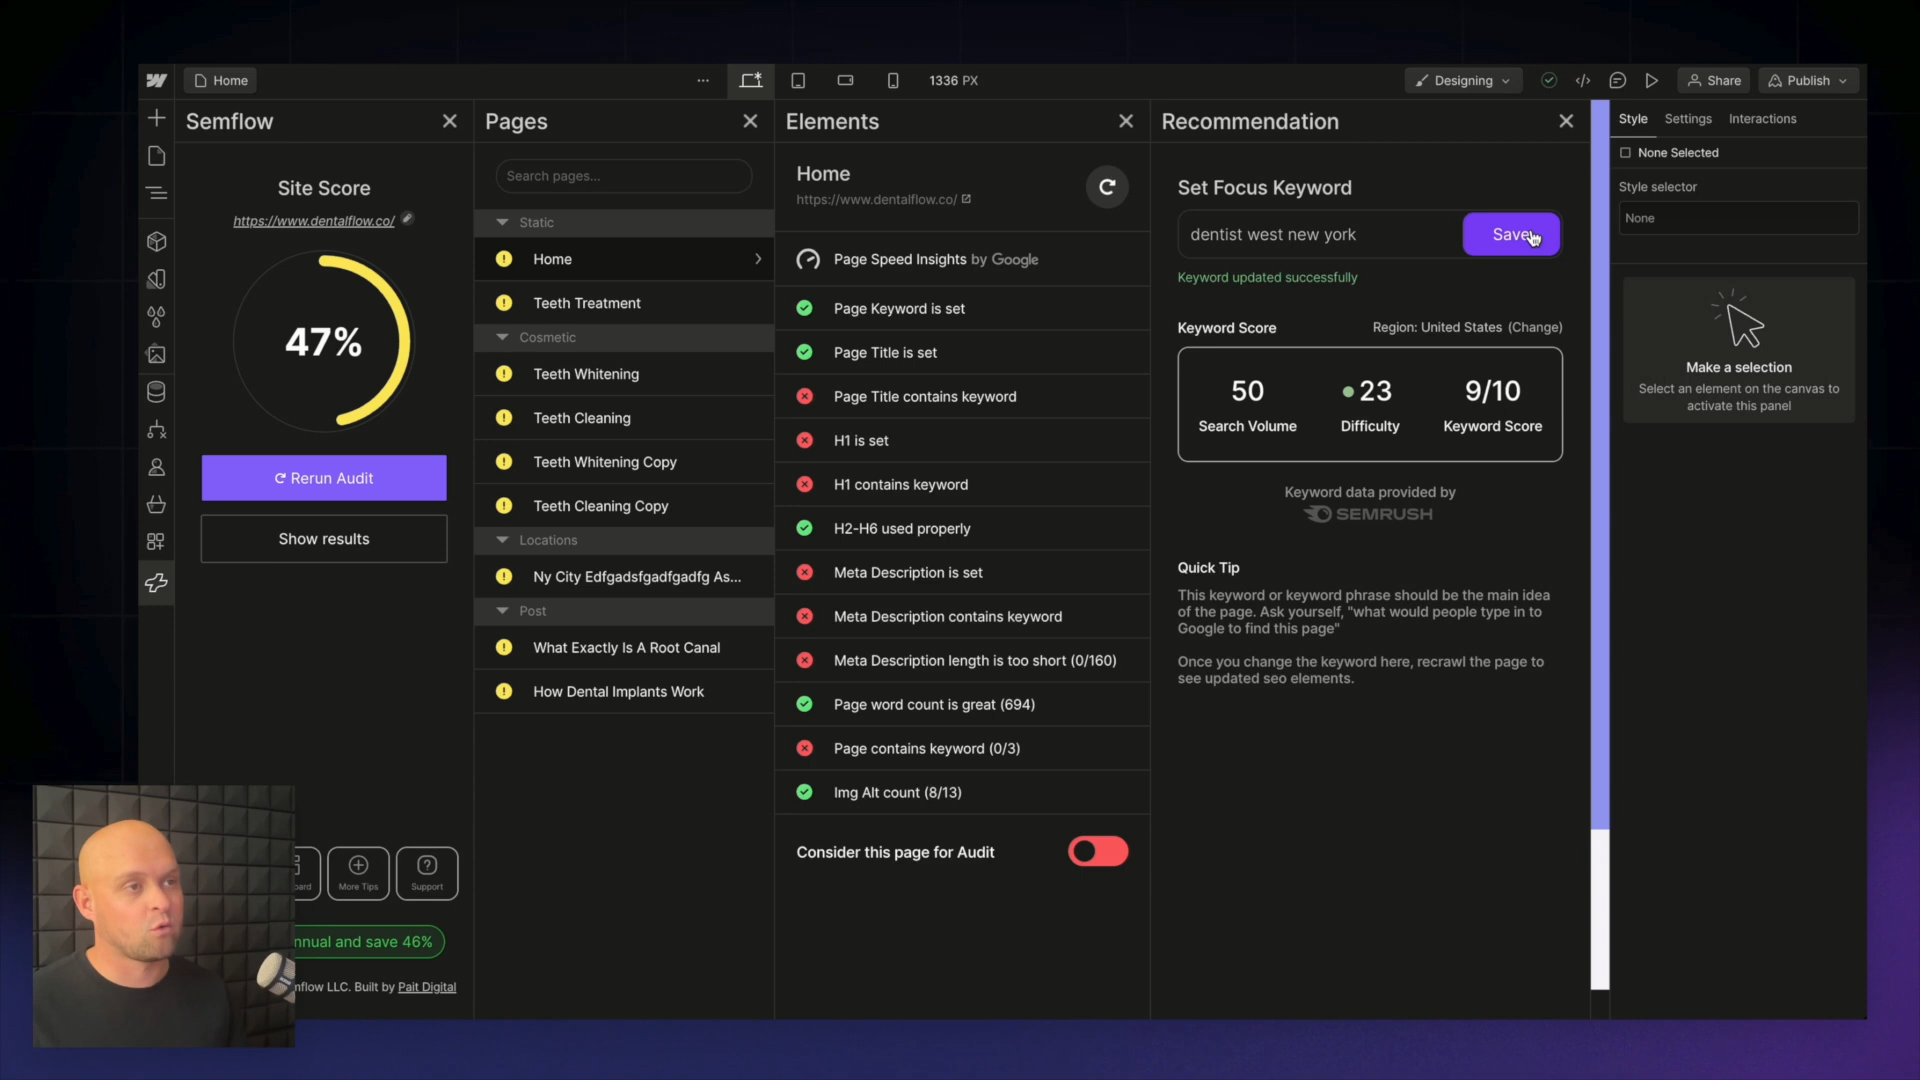 Home
1336 PX
Designing
Share
Publish
Semflow
Site Score
https://www.dentalflow.co/
47%
Rerun Audit
Show results
More Tips
Support
nnual and save 46%
nflow LLC. Built by Pait Digital
Pages
Search pages...
Static
Home
Teeth Treatment
Cosmetic
Teeth Whitening
Teeth Cleaning
Teeth Whitening Copy
Teeth Cleaning Copy
Locations
Ny City Edfgadsfgadfgadfg As...
Post
What Exactly Is A Root Canal
How Dental Implants Work
Elements
Home
https://www.dentalflow.co/
Page Speed Insights by Google
Page Keyword is set
Page Title is set
Page Title contains keyword
H1 is set
H1 contains keyword
H2-H6 used properly
Meta Description is set
Meta Description contains keyword
Meta Description length is too short (0/160)
Page word count is great (694)
Page contains keyword (0/3)
Img Alt count (8/13)
Consider this page for Audit
Recommendation
Set Focus Keyword
dentist west new york
Save
Keyword updated successfully
Keyword Score
Region: United States (Change)
50
23
9/10
Search Volume
Difficulty
Keyword Score
Keyword data provided by
SEMRUSH
Quick Tip
This keyword or keyword phrase should be the main idea
of the page. Ask yourself, "what would people type in to
Google to find this page"
Once you change the keyword here, recrawl the page to
see updated seo elements.
Style
Settings
Interactions
None Selected
Style selector
None
Make a selection
Select an element on the canvas to
activate this panel